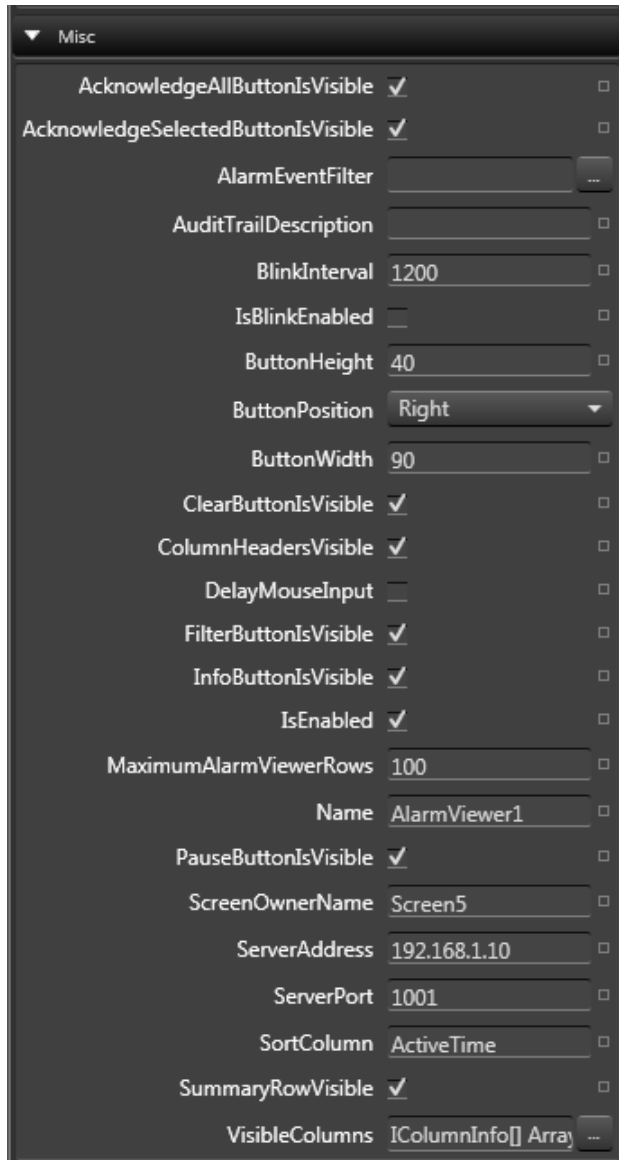 Misc
AcknowledgeAllButtonIsVisible
AcknowledgeSelectedButtonIsVisible
AlarmEventFilter ...
AuditTrailDescription
BlinkInterval 1200
IsBlinkEnabled
ButtonHeight 40
ButtonPosition Right
ButtonWidth 90
ClearButtonIsVisible
ColumnHeadersVisible
DelayMouseInput
FilterButtonIsVisible
InfoButtonIsVisible
IsEnabled
MaximumAlarmViewerRows 100
Name AlarmViewer1
PauseButtonIsVisible
ScreenOwnerName Screen5
ServerAddress 192.168.1.10
ServerPort 1001
SortColumn ActiveTime
SummaryRowVisible
VisibleColumns IColumnInfo[] Array ...